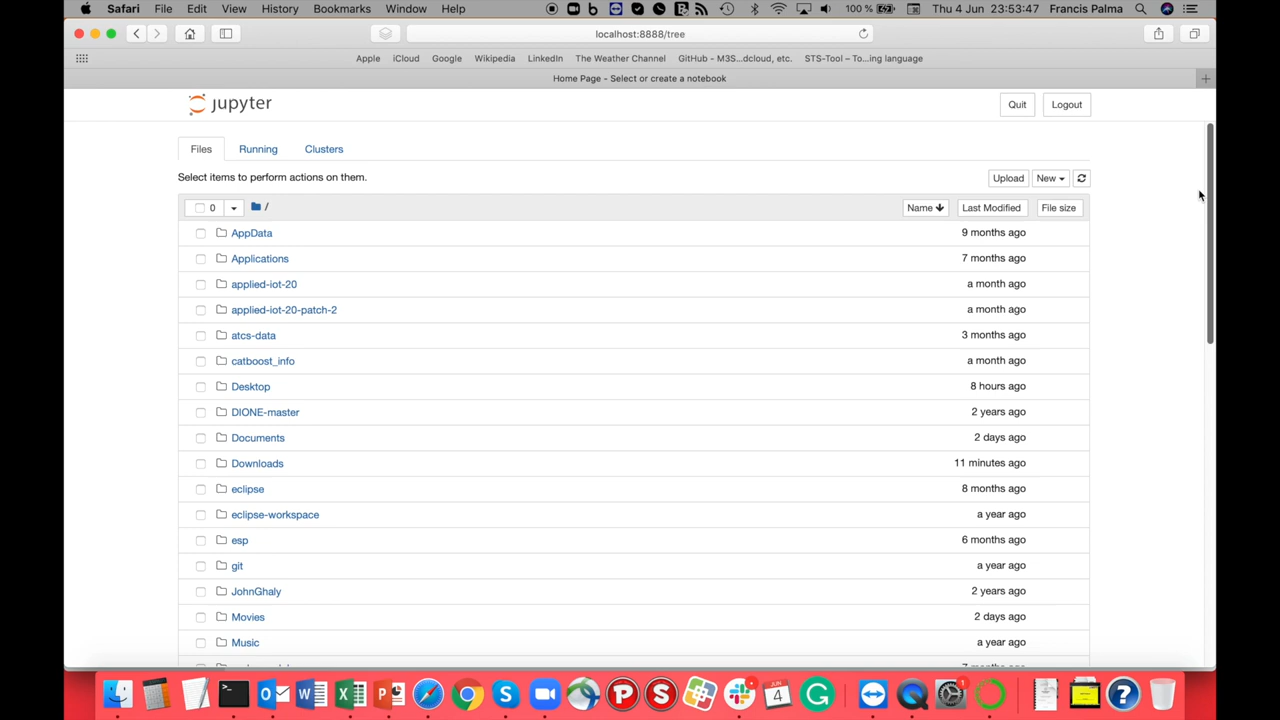 Safari File Edit View History Bookmarks Window Help 100 % Thu 4 Jun 23:53:47 Francis Palma
localhost:8888/tree
Apple iCloud Google Wikipedia LinkedIn The Weather Channel GitHub - M3S...dcloud, etc. STS-Tool – To...ing language
Home Page - Select or create a notebook
jupyter Quit Logout
Files Running Clusters
Select items to perform actions on them. Upload New
0 / Name Last Modified File size
AppData 9 months ago
Applications 7 months ago
applied-iot-20 a month ago
applied-iot-20-patch-2 a month ago
atcs-data 3 months ago
catboost_info a month ago
Desktop 8 hours ago
DIONE-master 2 years ago
Documents 2 days ago
Downloads 11 minutes ago
eclipse 8 months ago
eclipse-workspace a year ago
esp 6 months ago
git a year ago
JohnGhaly 2 years ago
Movies 2 days ago
Music a year ago